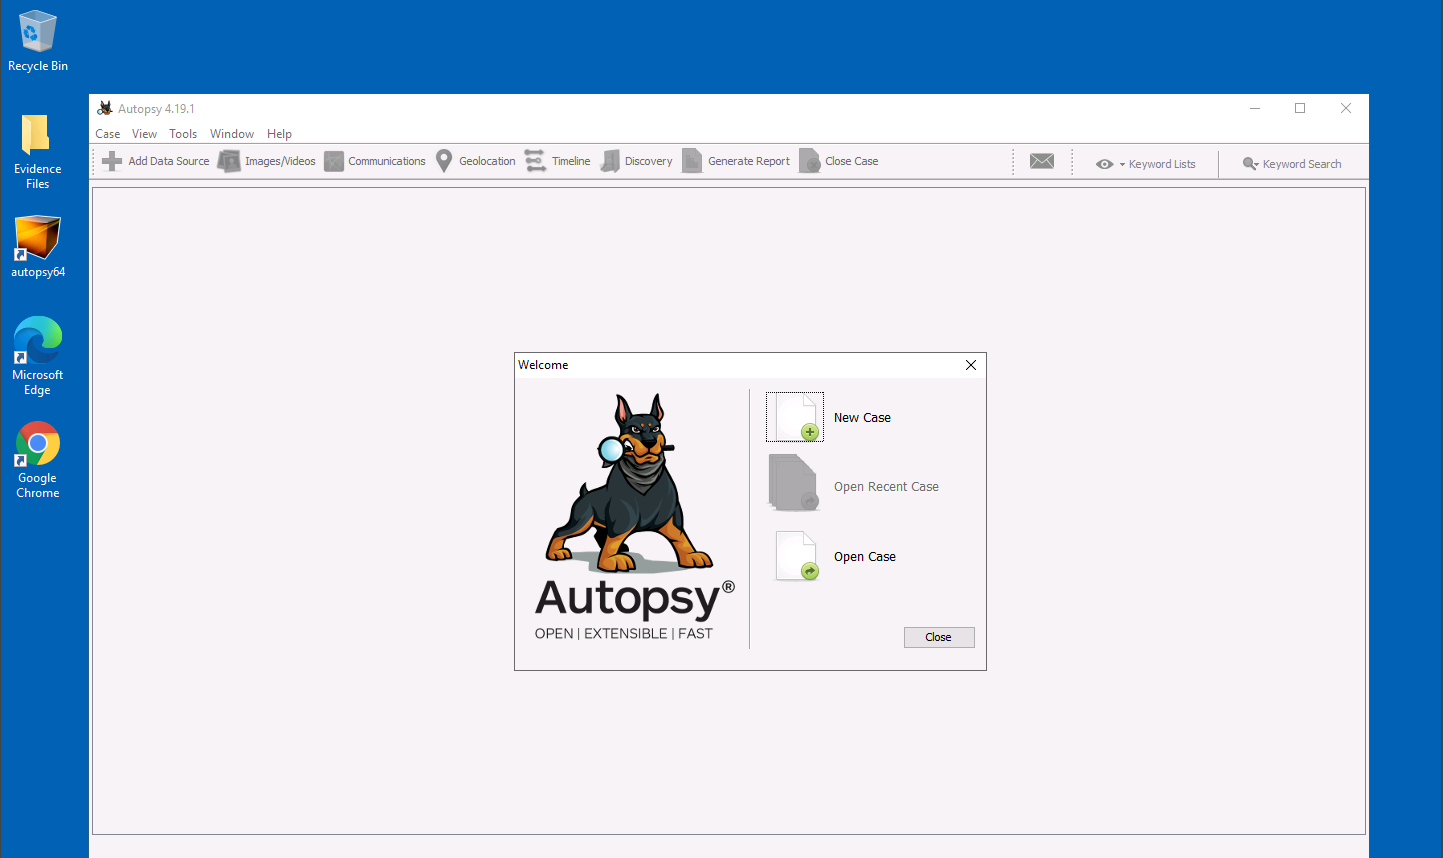 Recycle Bin
Evidence
Files
autopsy64
Microsoft
Edge
Google
Chrome
Autopsy 4.19.1
Case View Tools Window Help
Add Data Source Images/Videos Communications Geolocation Timeline Discovery Generate Report Close Case Keyword Lists Keyword Search
Welcome
New Case
Open Recent Case
Open Case
Autopsy®
OPEN | EXTENSIBLE | FAST
Close